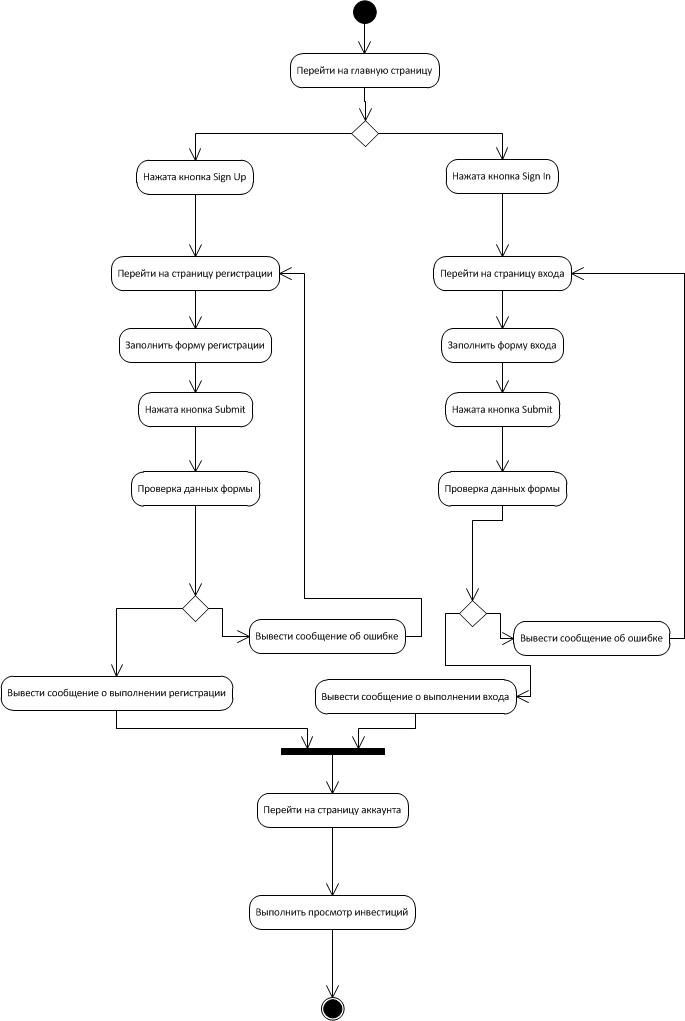 Перейти на главную страницу
Нажата кнопка Sign Up
Нажата кнопка Sign In
Перейти на страницу регистрации
Перейти на страницу входа
Заполнить форму регистрации
Заполнить форму входа
Нажата кнопка Submit
Нажата кнопка Submit
Проверка данных формы
Проверка данных формы
Вывести сообщение об ошибке
Вывести сообщение об ошибке
Вывести сообщение о выполнении регистрации
Вывести сообщение о выполнении входа
Перейти на страницу аккаунта
Выполнить просмотр инвестиций